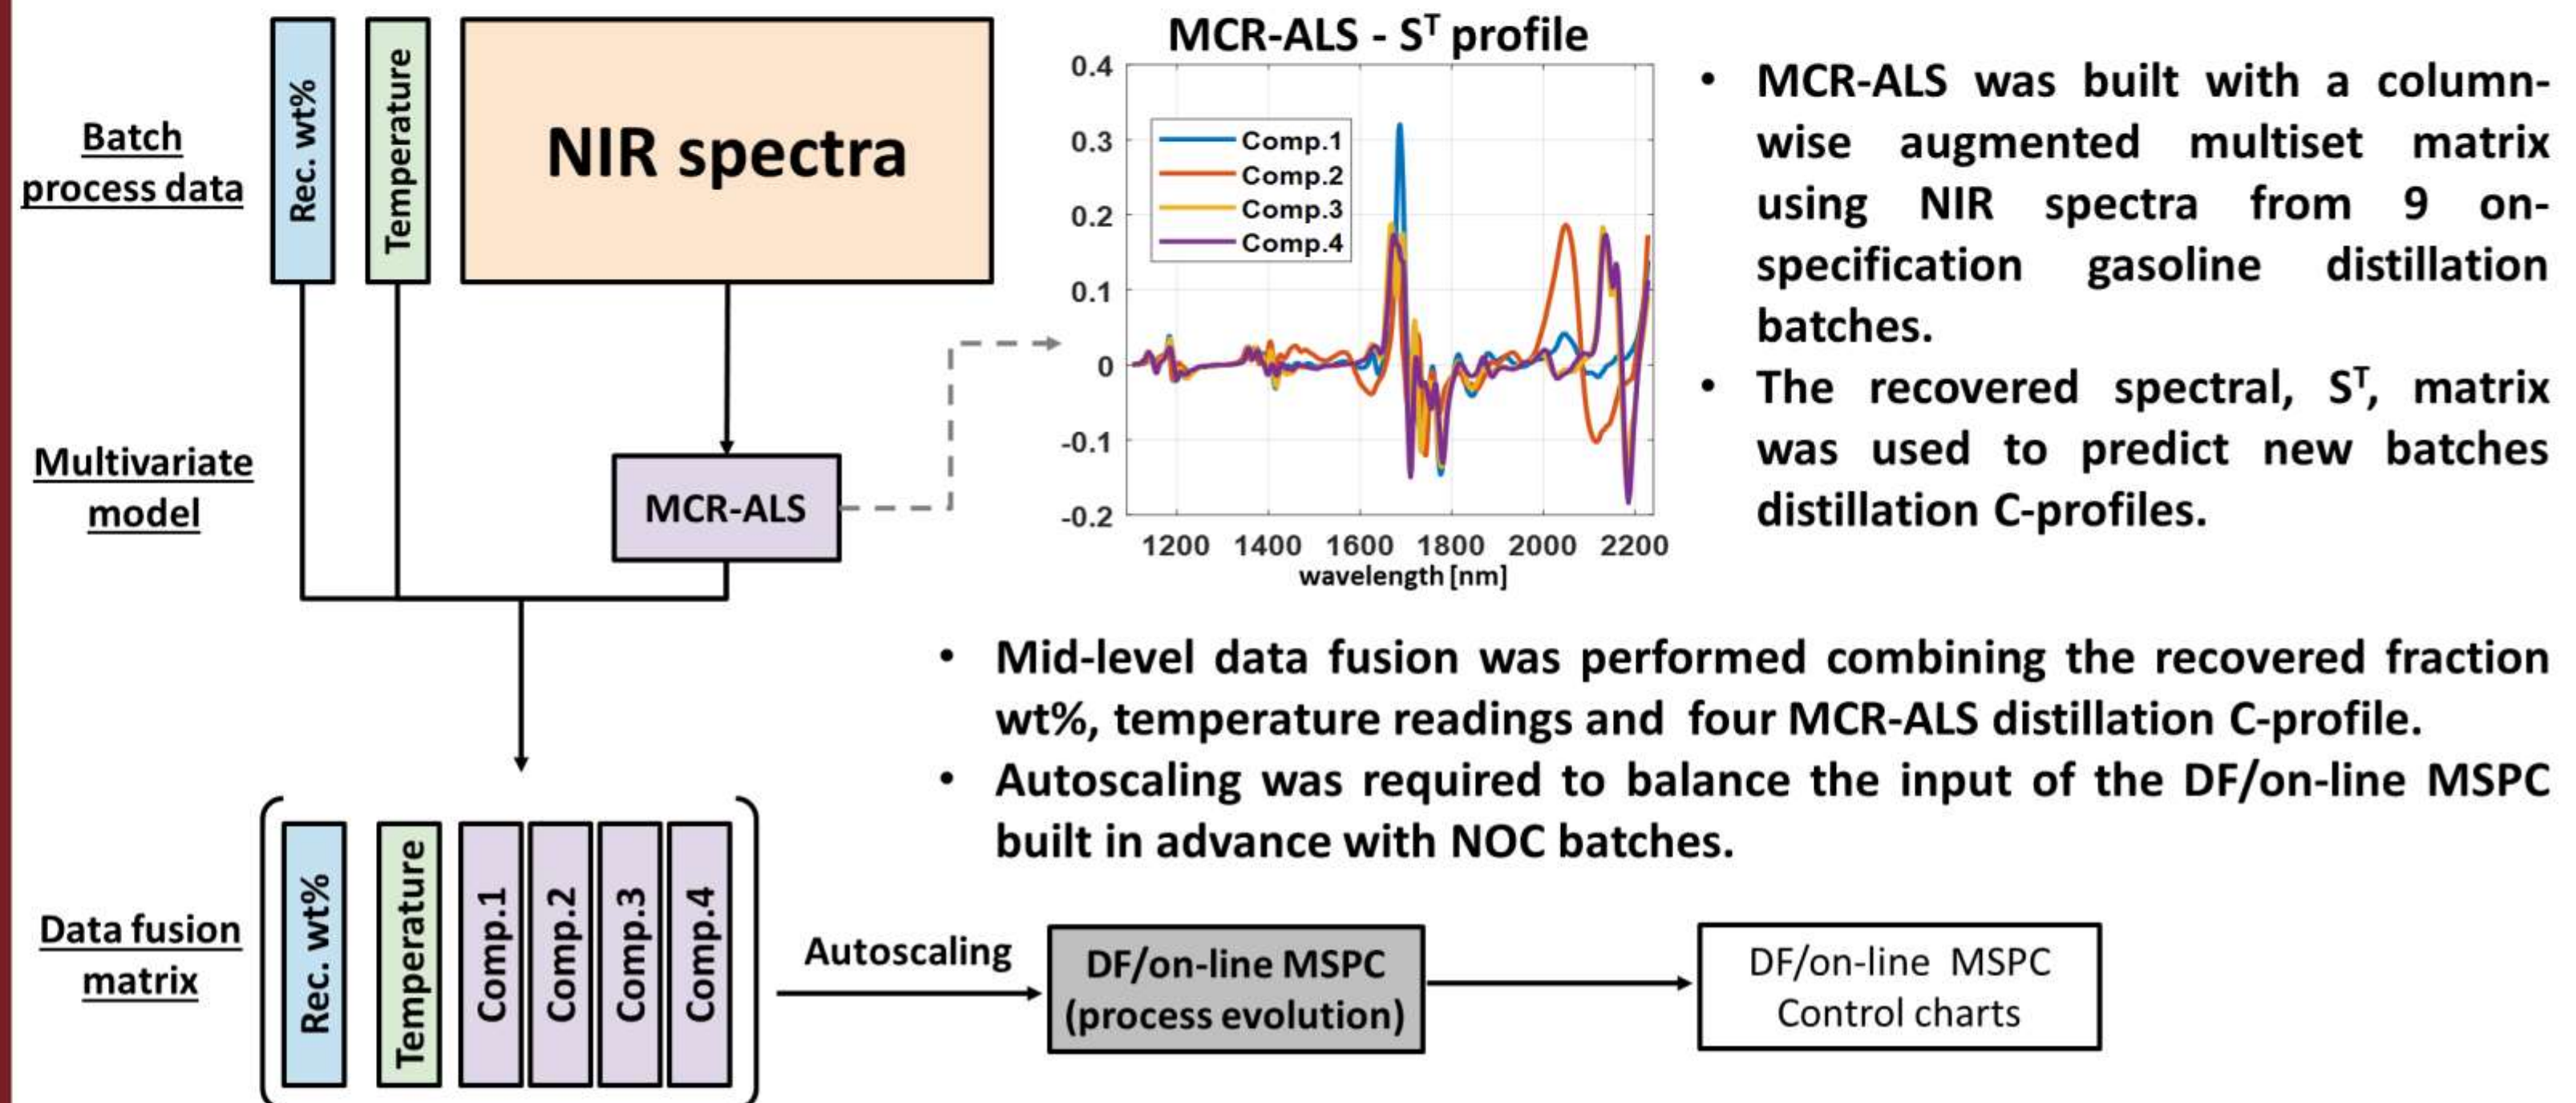 Batch
process data
Rec. wt%
Temperature
NIR spectra
Multivariate
model
MCR-ALS
MCR-ALS - Sᵀ profile
0.4
0.3
0.2
0.1
0
-0.1
-0.2
Comp.1
Comp.2
Comp.3
Comp.4
1200 1400 1600 1800 2000 2200
wavelength [nm]
• MCR-ALS was built with a column-
wise augmented multiset matrix
using NIR spectra from 9 on-
specification gasoline distillation
batches.
• The recovered spectral, Sᵀ, matrix
was used to predict new batches
distillation C-profiles.
• Mid-level data fusion was performed combining the recovered fraction
wt%, temperature readings and four MCR-ALS distillation C-profile.
• Autoscaling was required to balance the input of the DF/on-line MSPC
built in advance with NOC batches.
Data fusion
matrix
Rec. wt%
Temperature
Comp.1
Comp.2
Comp.3
Comp.4
Autoscaling
DF/on-line MSPC
(process evolution)
DF/on-line MSPC
Control charts